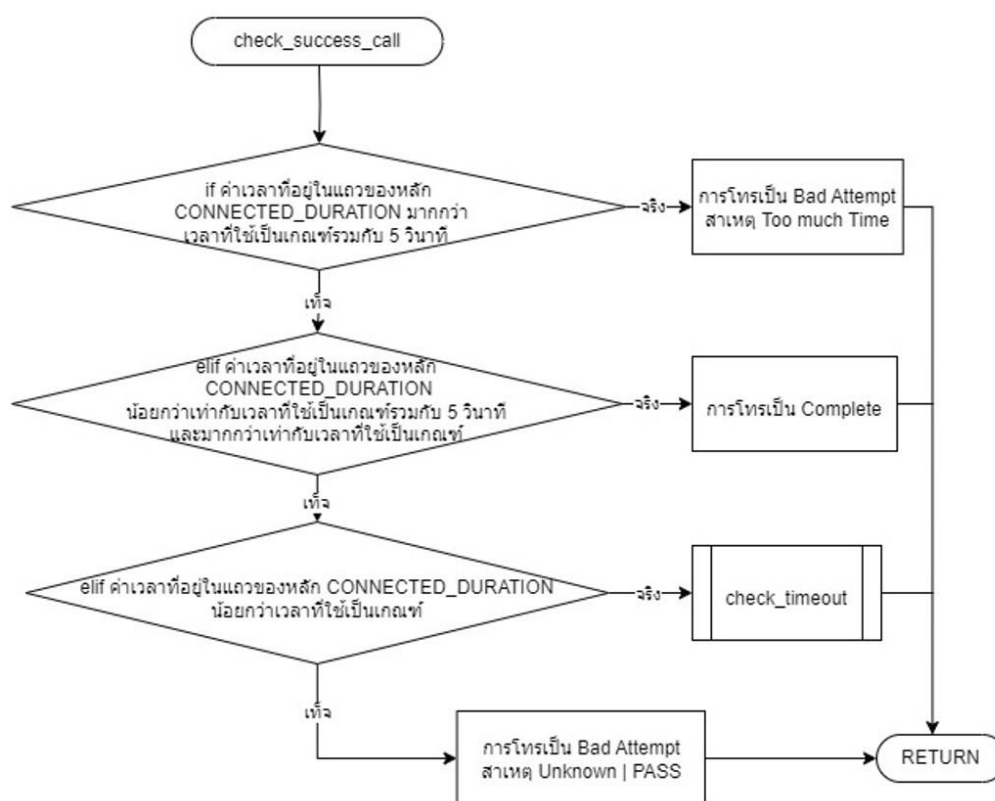 check_success_call
if ค่าเวลาที่อยู่ในแถวของหลัก
CONNECTED_DURATION มากกว่า
เวลาที่ใช้เป็นเกณฑ์รวมกับ 5 วินาที
จริง
การโทรเป็น Bad Attempt
สาเหตุ Too much Time
เท็จ
elif ค่าเวลาที่อยู่ในแถวของหลัก
CONNECTED_DURATION
น้อยกว่าเท่ากับเวลาที่ใช้เป็นเกณฑ์รวมกับ 5 วินาที
และมากกว่าเท่ากับเวลาที่ใช้เป็นเกณฑ์
จริง
การโทรเป็น Complete
เท็จ
elif ค่าเวลาที่อยู่ในแถวของหลัก CONNECTED_DURATION
น้อยกว่าเวลาที่ใช้เป็นเกณฑ์
จริง
check_timeout
เท็จ
การโทรเป็น Bad Attempt
สาเหตุ Unknown | PASS
RETURN